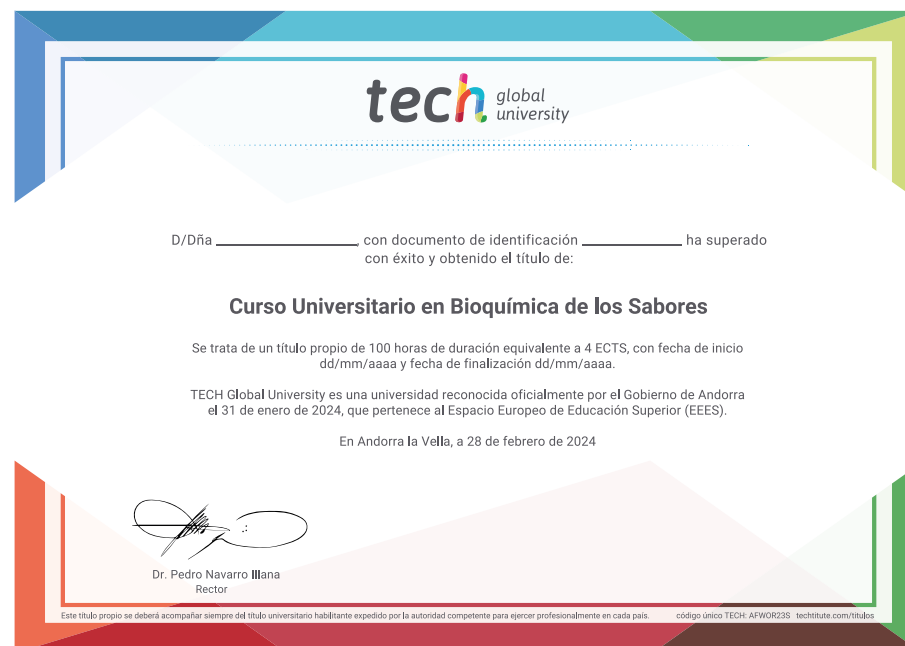 tech global university
D/Dña ____________________, con documento de identificación ______________ ha superado
con éxito y obtenido el título de:
Curso Universitario en Bioquímica de los Sabores
Se trata de un título propio de 100 horas de duración equivalente a 4 ECTS, con fecha de inicio
dd/mm/aaaa y fecha de finalización dd/mm/aaaa.
TECH Global University es una universidad reconocida oficialmente por el Gobierno de Andorra
el 31 de enero de 2024, que pertenece al Espacio Europeo de Educación Superior (EEES).
En Andorra la Vella, a 28 de febrero de 2024
Dr. Pedro Navarro Illana
Rector
Este título propio se deberá acompañar siempre del título universitario habilitante expedido por la autoridad competente para ejercer profesionalmente en cada país. código único TECH: AFWOR23S techtitute.com/titulos